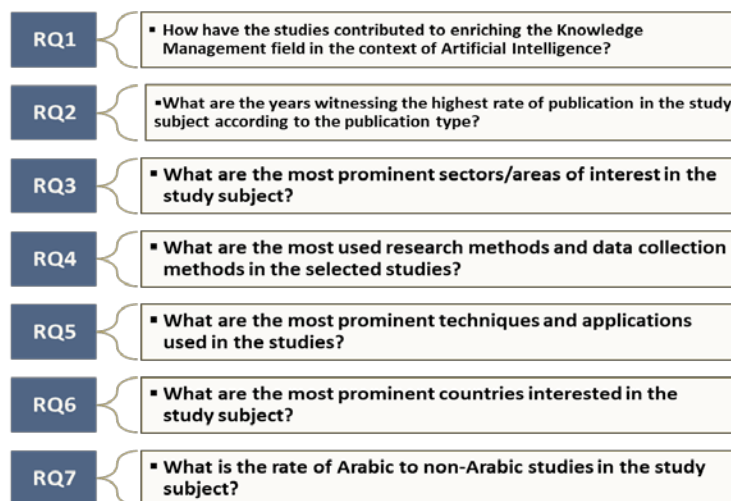 RQ1
▪ How have the studies contributed to enriching the Knowledge
Management field in the context of Artificial Intelligence?
RQ2
▪What are the years witnessing the highest rate of publication in the study
subject according to the publication type?
RQ3
▪ What are the most prominent sectors/areas of interest in the
study subject?
RQ4
▪ What are the most used research methods and data collection
methods in the selected studies?
RQ5
▪ What are the most prominent techniques and applications
used in the studies?
RQ6
▪ What are the most prominent countries interested in the
study subject?
RQ7
▪ What is the rate of Arabic to non-Arabic studies in the study
subject?